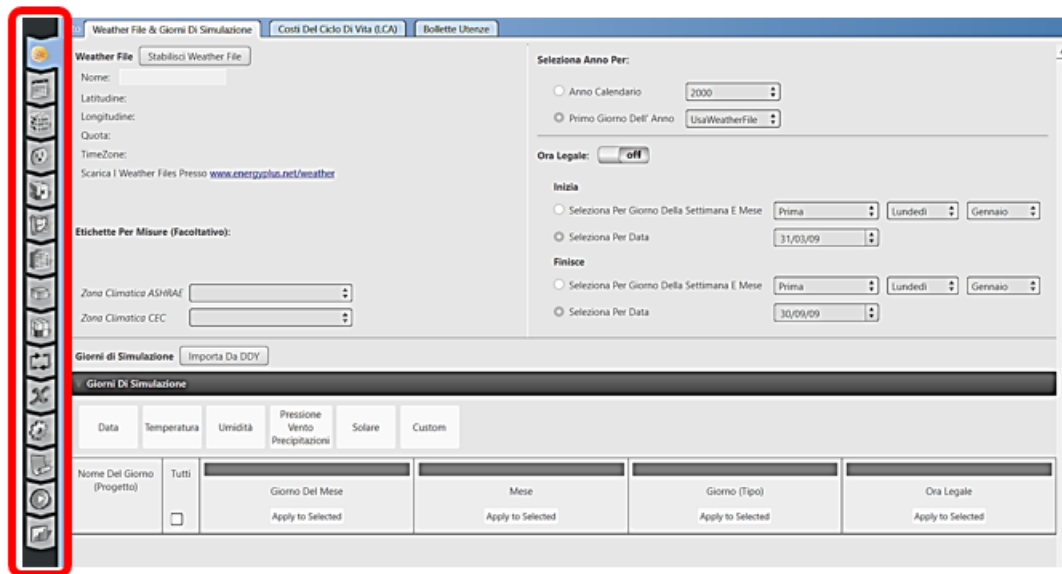 to
Weather File & Giorni Di Simulazione
Costi Del Ciclo Di Vita (LCA)
Bollette Utenze
Weather File
Stabilisci Weather File
Nome:
Latitudine:
Longitudine:
Quota:
TimeZone:
Scarica I Weather Files Presso www.energyplus.net/weather
Etichette Per Misure (Facoltativo):
Zona Climatica ASHRAE
Zona Climatica CEC
Seleziona Anno Per:
Anno Calendario
2000
Primo Giorno Dell' Anno
UsaWeatherFile
Ora Legale:
off
Inizia
Seleziona Per Giorno Della Settimana E Mese
Prima
Lundedì
Gennaio
Seleziona Per Data
31/03/09
Finisce
Seleziona Per Giorno Della Settimana E Mese
Prima
Lundedì
Gennaio
Seleziona Per Data
30/09/09
Giorni di Simulazione
Importa Da DDY
Giorni Di Simulazione
Data
Temperatura
Umidità
Pressione
Vento
Precipitazioni
Solare
Custom
Nome Del Giorno
(Progetto)
Tutti
Giorno Del Mese
Apply to Selected
Mese
Apply to Selected
Giorno (Tipo)
Apply to Selected
Ora Legale
Apply to Selected